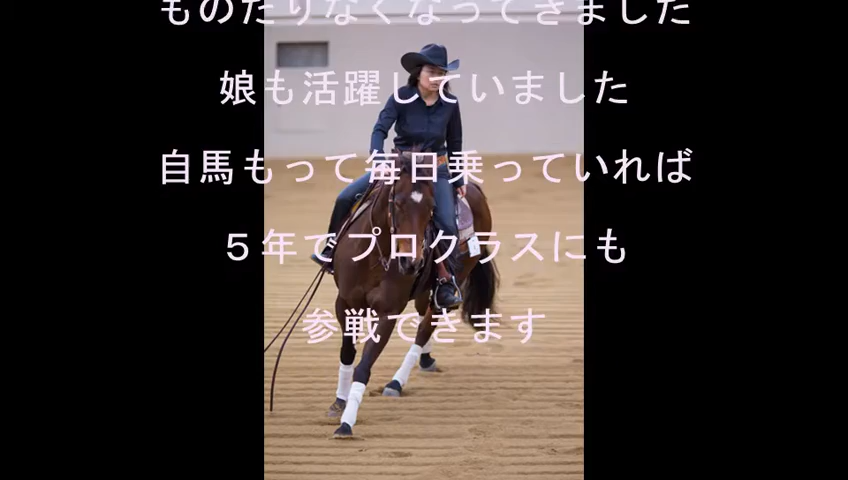 ものたりなくなってきました
娘も活躍していました
自馬もって毎日乗っていれば
５年でプロクラスにも
参戦できます